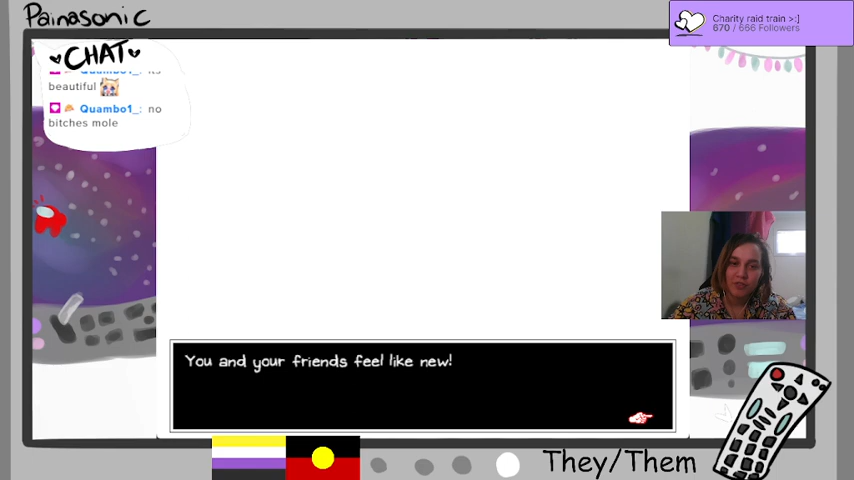 Painasonic
Charity raid train >:]
670 / 666 Followers
CHAT
Quambo1_: its
beautiful
Quambo1_: no
bitches mole
You and your friends feel like new!
They/Them